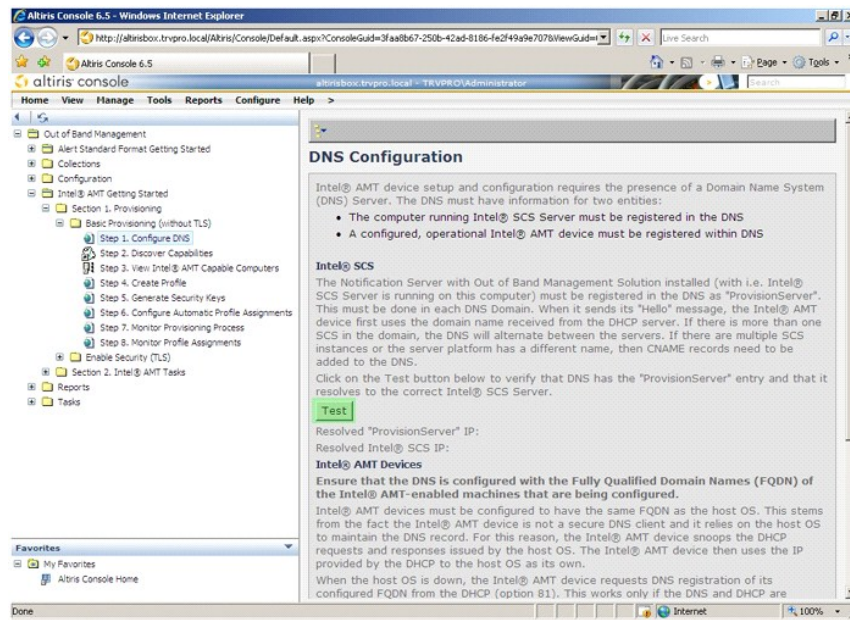 Altiris Console 6.5 - Windows Internet Explorer
http://altirisbox.trvpro.local/Altiris/Console/Default.aspx?ConsoleGuid=3faa8b67-250b-42ad-8186-fe2f49a9e707&ViewGuid=
Live Search
Altiris Console 6.5
Page
Tools
altiris console
altirisbox.trvpro.local - TRVPRO\Administrator
Search
Home View Manage Tools Reports Configure Help >
Out of Band Management
Alert Standard Format Getting Started
Collections
Configuration
Intel® AMT Getting Started
Section 1. Provisioning
Basic Provisioning (without TLS)
Step 1. Configure DNS
Step 2. Discover Capabilities
Step 3. View Intel® AMT Capable Computers
Step 4. Create Profile
Step 5. Generate Security Keys
Step 6. Configure Automatic Profile Assignments
Step 7. Monitor Provisioning Process
Step 8. Monitor Profile Assignments
Enable Security (TLS)
Section 2. Intel® AMT Tasks
Reports
Tasks
Favorites
My Favorites
Altiris Console Home
DNS Configuration
Intel® AMT device setup and configuration requires the presence of a Domain Name System
(DNS) Server. The DNS must have information for two entities:
• The computer running Intel® SCS Server must be registered in the DNS
• A configured, operational Intel® AMT device must be registered within DNS
Intel® SCS
The Notification Server with Out of Band Management Solution installed (with i.e. Intel®
SCS Server is running on this computer) must be registered in the DNS as "ProvisionServer".
This must be done in each DNS Domain. When it sends its "Hello" message, the Intel® AMT
device first uses the domain name received from the DHCP server. If there is more than one
SCS in the domain, the DNS will alternate between the servers. If there are multiple SCS
instances or the server platform has a different name, then CNAME records need to be
added to the DNS.
Click on the Test button below to verify that DNS has the "ProvisionServer" entry and that it
resolves to the correct Intel® SCS Server.
Test
Resolved "ProvisionServer" IP:
Resolved Intel® SCS IP:
Intel® AMT Devices
Ensure that the DNS is configured with the Fully Qualified Domain Names (FQDN) of
the Intel® AMT-enabled machines that are being configured.
Intel® AMT devices must be configured to have the same FQDN as the host OS. This stems
from the fact the Intel® AMT device is not a secure DNS client and it relies on the host OS
to maintain the DNS record. For this reason, the Intel® AMT device snoops the DHCP
requests and responses issued by the host OS. The Intel® AMT device then uses the IP
provided by the DHCP to the host OS as its own.
When the host OS is down, the Intel® AMT device requests DNS registration of its
configured FQDN from the DHCP (option 81). This works only if the DNS and DHCP are
Done
Internet
100%